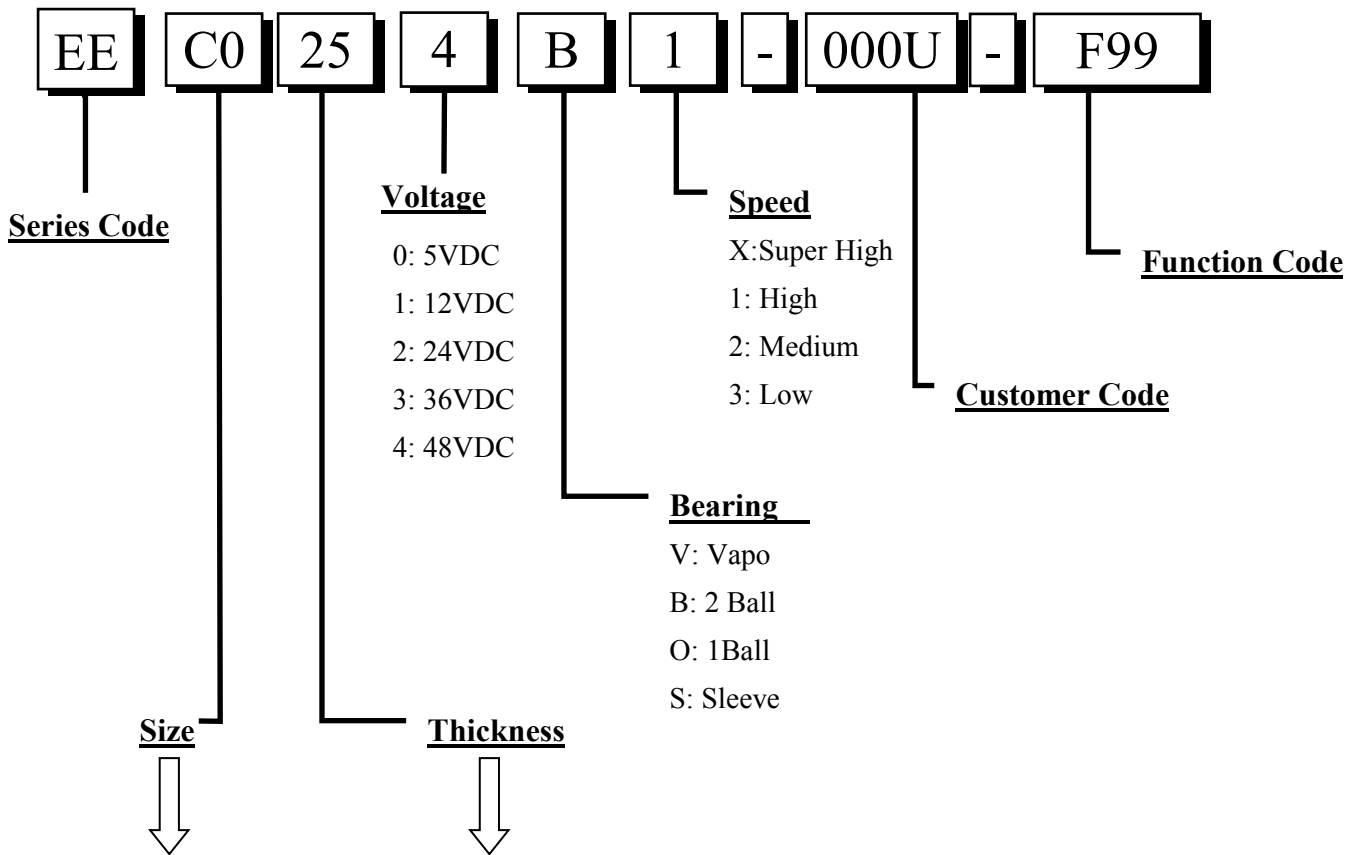 EE C0 25 4 B 1 - 000U - F99
Series Code
Voltage
0: 5VDC
1: 12VDC
2: 24VDC
3: 36VDC
4: 48VDC
Speed
X:Super High
1: High
2: Medium
3: Low
Function Code
Customer Code
Bearing
V: Vapo
B: 2 Ball
O: 1Ball
S: Sleeve
Size
Thickness